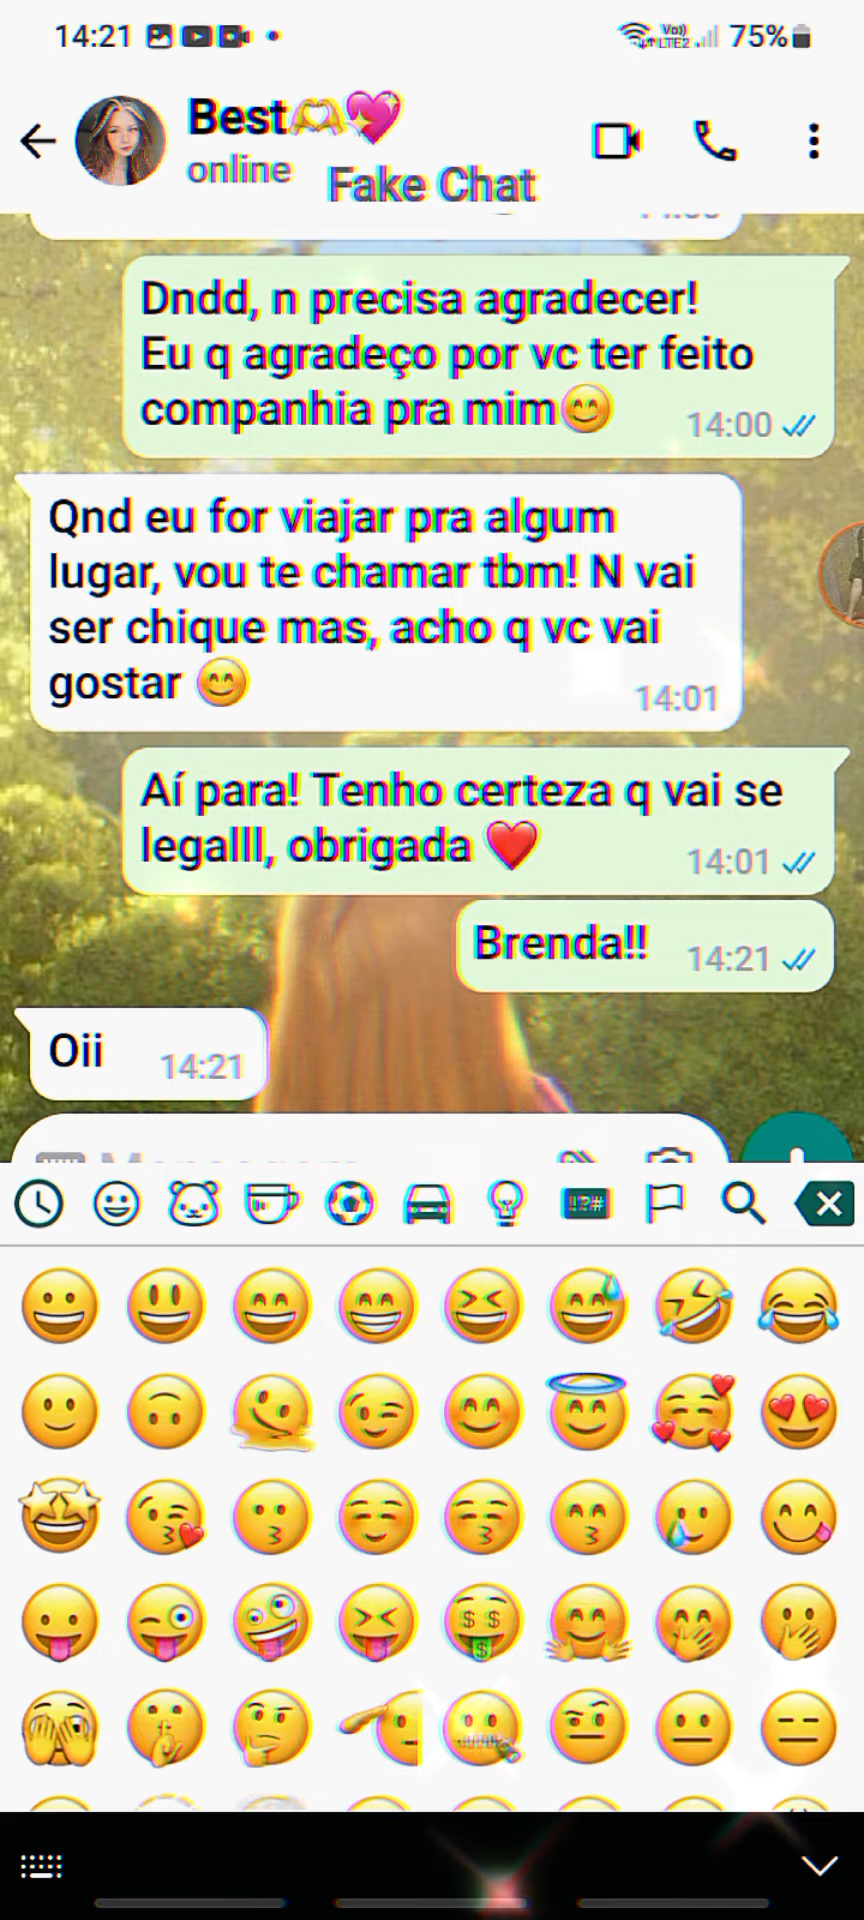 14:21
Vo)) LTE2 75%
Best🫶💖
online
Fake Chat
Dndd, n precisa agradecer!
Eu q agradeço por vc ter feito
companhia pra mim😊 14:00
Qnd eu for viajar pra algum
lugar, vou te chamar tbm! N vai
ser chique mas, acho q vc vai
gostar 😊 14:01
Aí para! Tenho certeza q vai se
legalll, obrigada ❤️ 14:01
Brenda!! 14:21
Oii 14:21
!?#